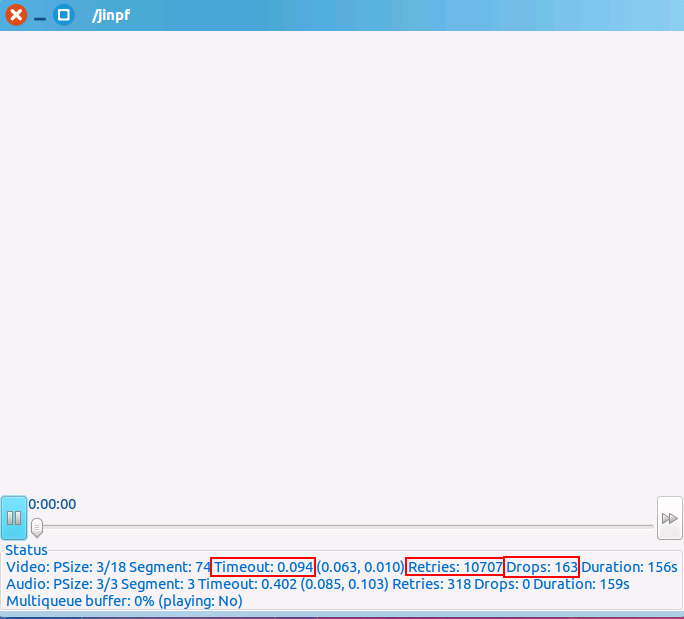 /jinpf
0:00:00
Status
Video: PSize: 3/18 Segment: 74 Timeout: 0.094 (0.063, 0.010) Retries: 10707 Drops: 163 Duration: 156s
Audio: PSize: 3/3 Segment: 3 Timeout: 0.402 (0.085, 0.103) Retries: 318 Drops: 0 Duration: 159s
Multiqueue buffer: 0% (playing: No)